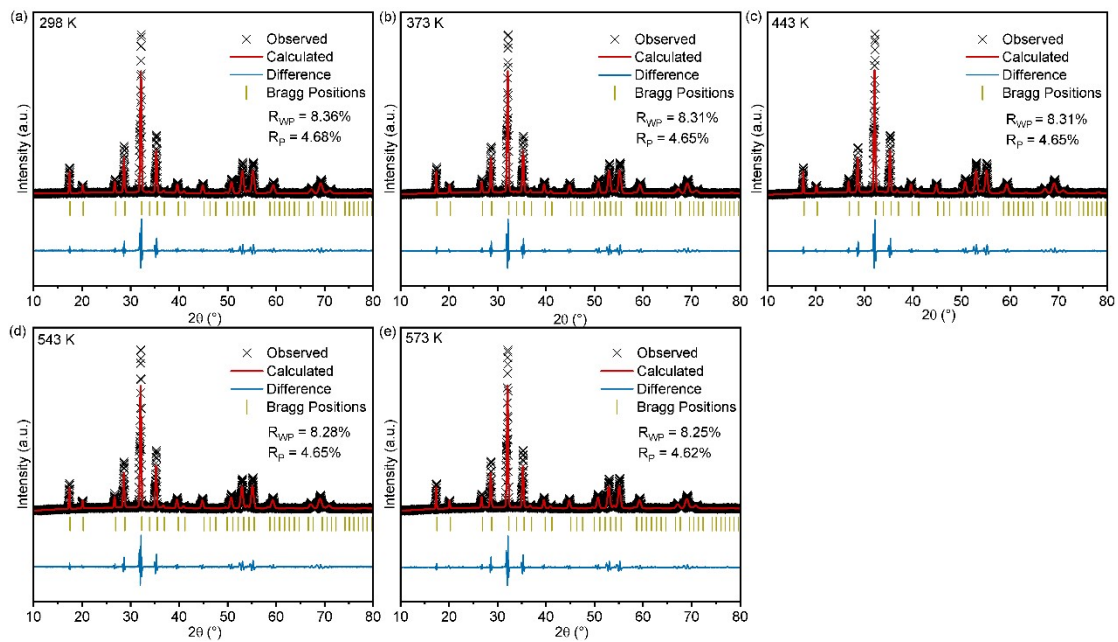 (a)
298 K
Observed
Calculated
Difference
Bragg Positions
R_WP = 8.36%
R_P = 4.68%
Intensity (a.u.)
10 20 30 40 50 60 70 80
2θ (°)
(b)
373 K
Observed
Calculated
Difference
Bragg Positions
R_WP = 8.31%
R_P = 4.65%
Intensity (a.u.)
10 20 30 40 50 60 70 80
2θ (°)
(c)
443 K
Observed
Calculated
Difference
Bragg Positions
R_WP = 8.31%
R_P = 4.65%
Intensity (a.u.)
10 20 30 40 50 60 70 80
2θ (°)
(d)
543 K
Observed
Calculated
Difference
Bragg Positions
R_WP = 8.28%
R_P = 4.65%
Intensity (a.u.)
10 20 30 40 50 60 70 80
2θ (°)
(e)
573 K
Observed
Calculated
Difference
Bragg Positions
R_WP = 8.25%
R_P = 4.62%
Intensity (a.u.)
10 20 30 40 50 60 70 80
2θ (°)